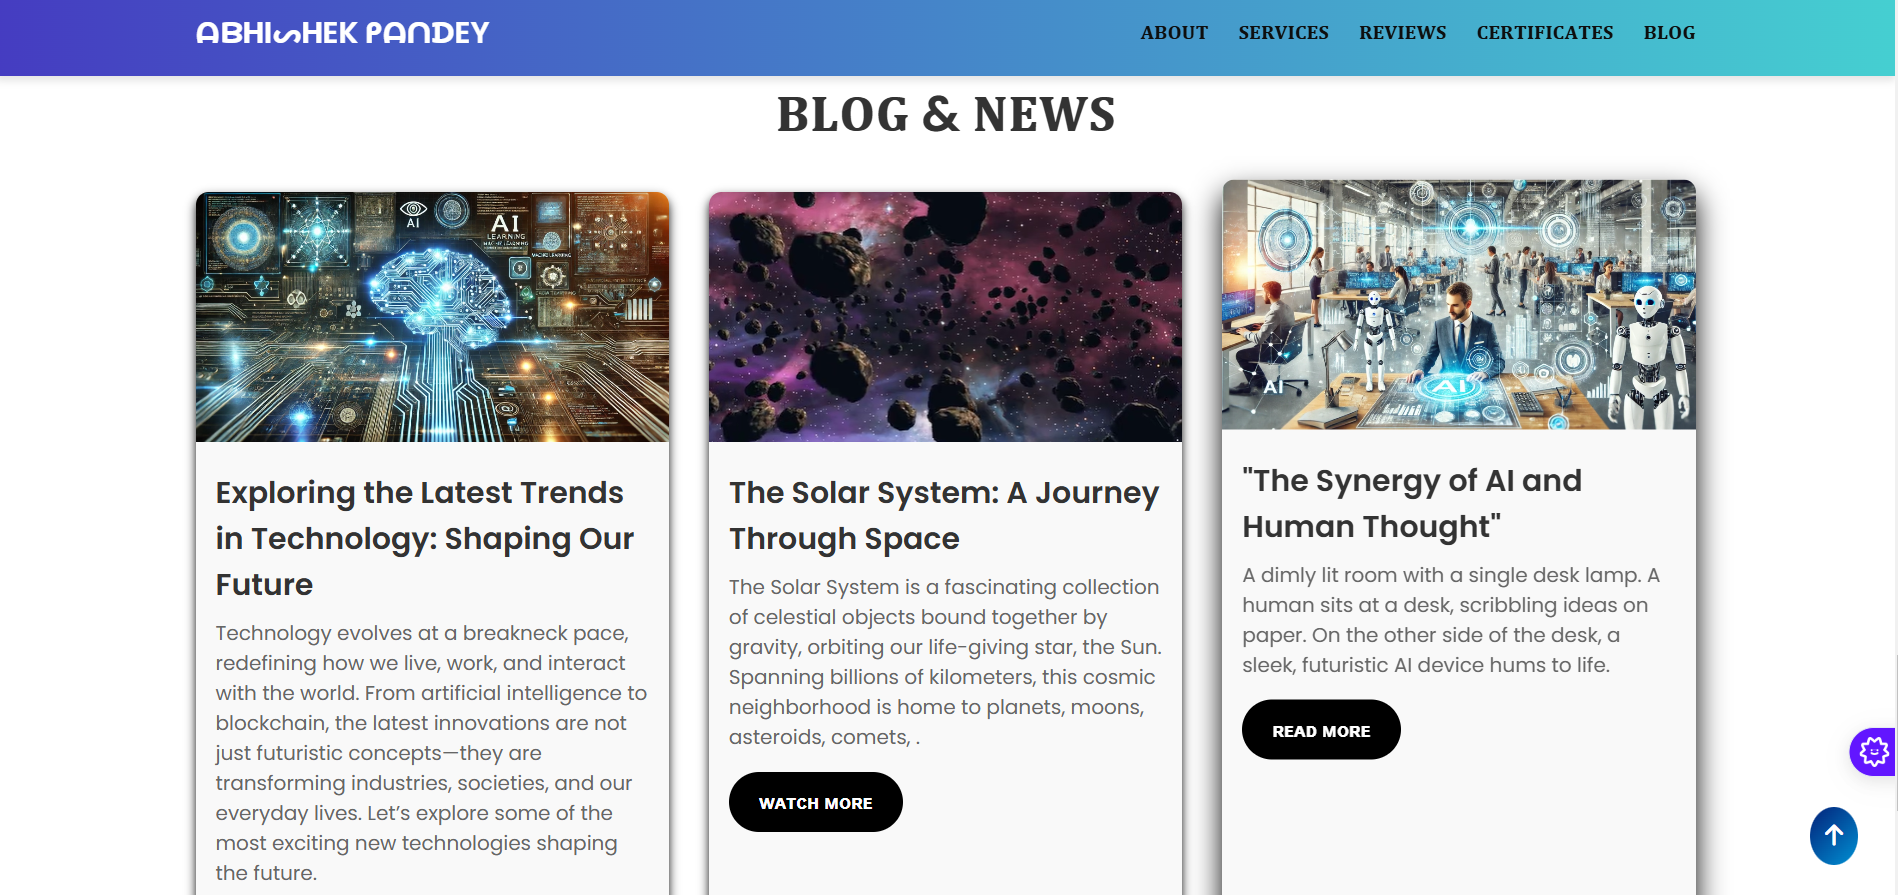 ABHISHEK PANDEY
ABOUT SERVICES REVIEWS CERTIFICATES BLOG
BLOG & NEWS
AI
AI
LEARNING
Exploring the Latest Trends
in Technology: Shaping Our
Future
Technology evolves at a breakneck pace,
redefining how we live, work, and interact
with the world. From artificial intelligence to
blockchain, the latest innovations are not
just futuristic concepts—they are
transforming industries, societies, and our
everyday lives. Let’s explore some of the
most exciting new technologies shaping
the future.
The Solar System: A Journey
Through Space
The Solar System is a fascinating collection
of celestial objects bound together by
gravity, orbiting our life-giving star, the Sun.
Spanning billions of kilometers, this cosmic
neighborhood is home to planets, moons,
asteroids, comets, .
WATCH MORE
AI
AI
"The Synergy of AI and
Human Thought"
A dimly lit room with a single desk lamp. A
human sits at a desk, scribbling ideas on
paper. On the other side of the desk, a
sleek, futuristic AI device hums to life.
READ MORE